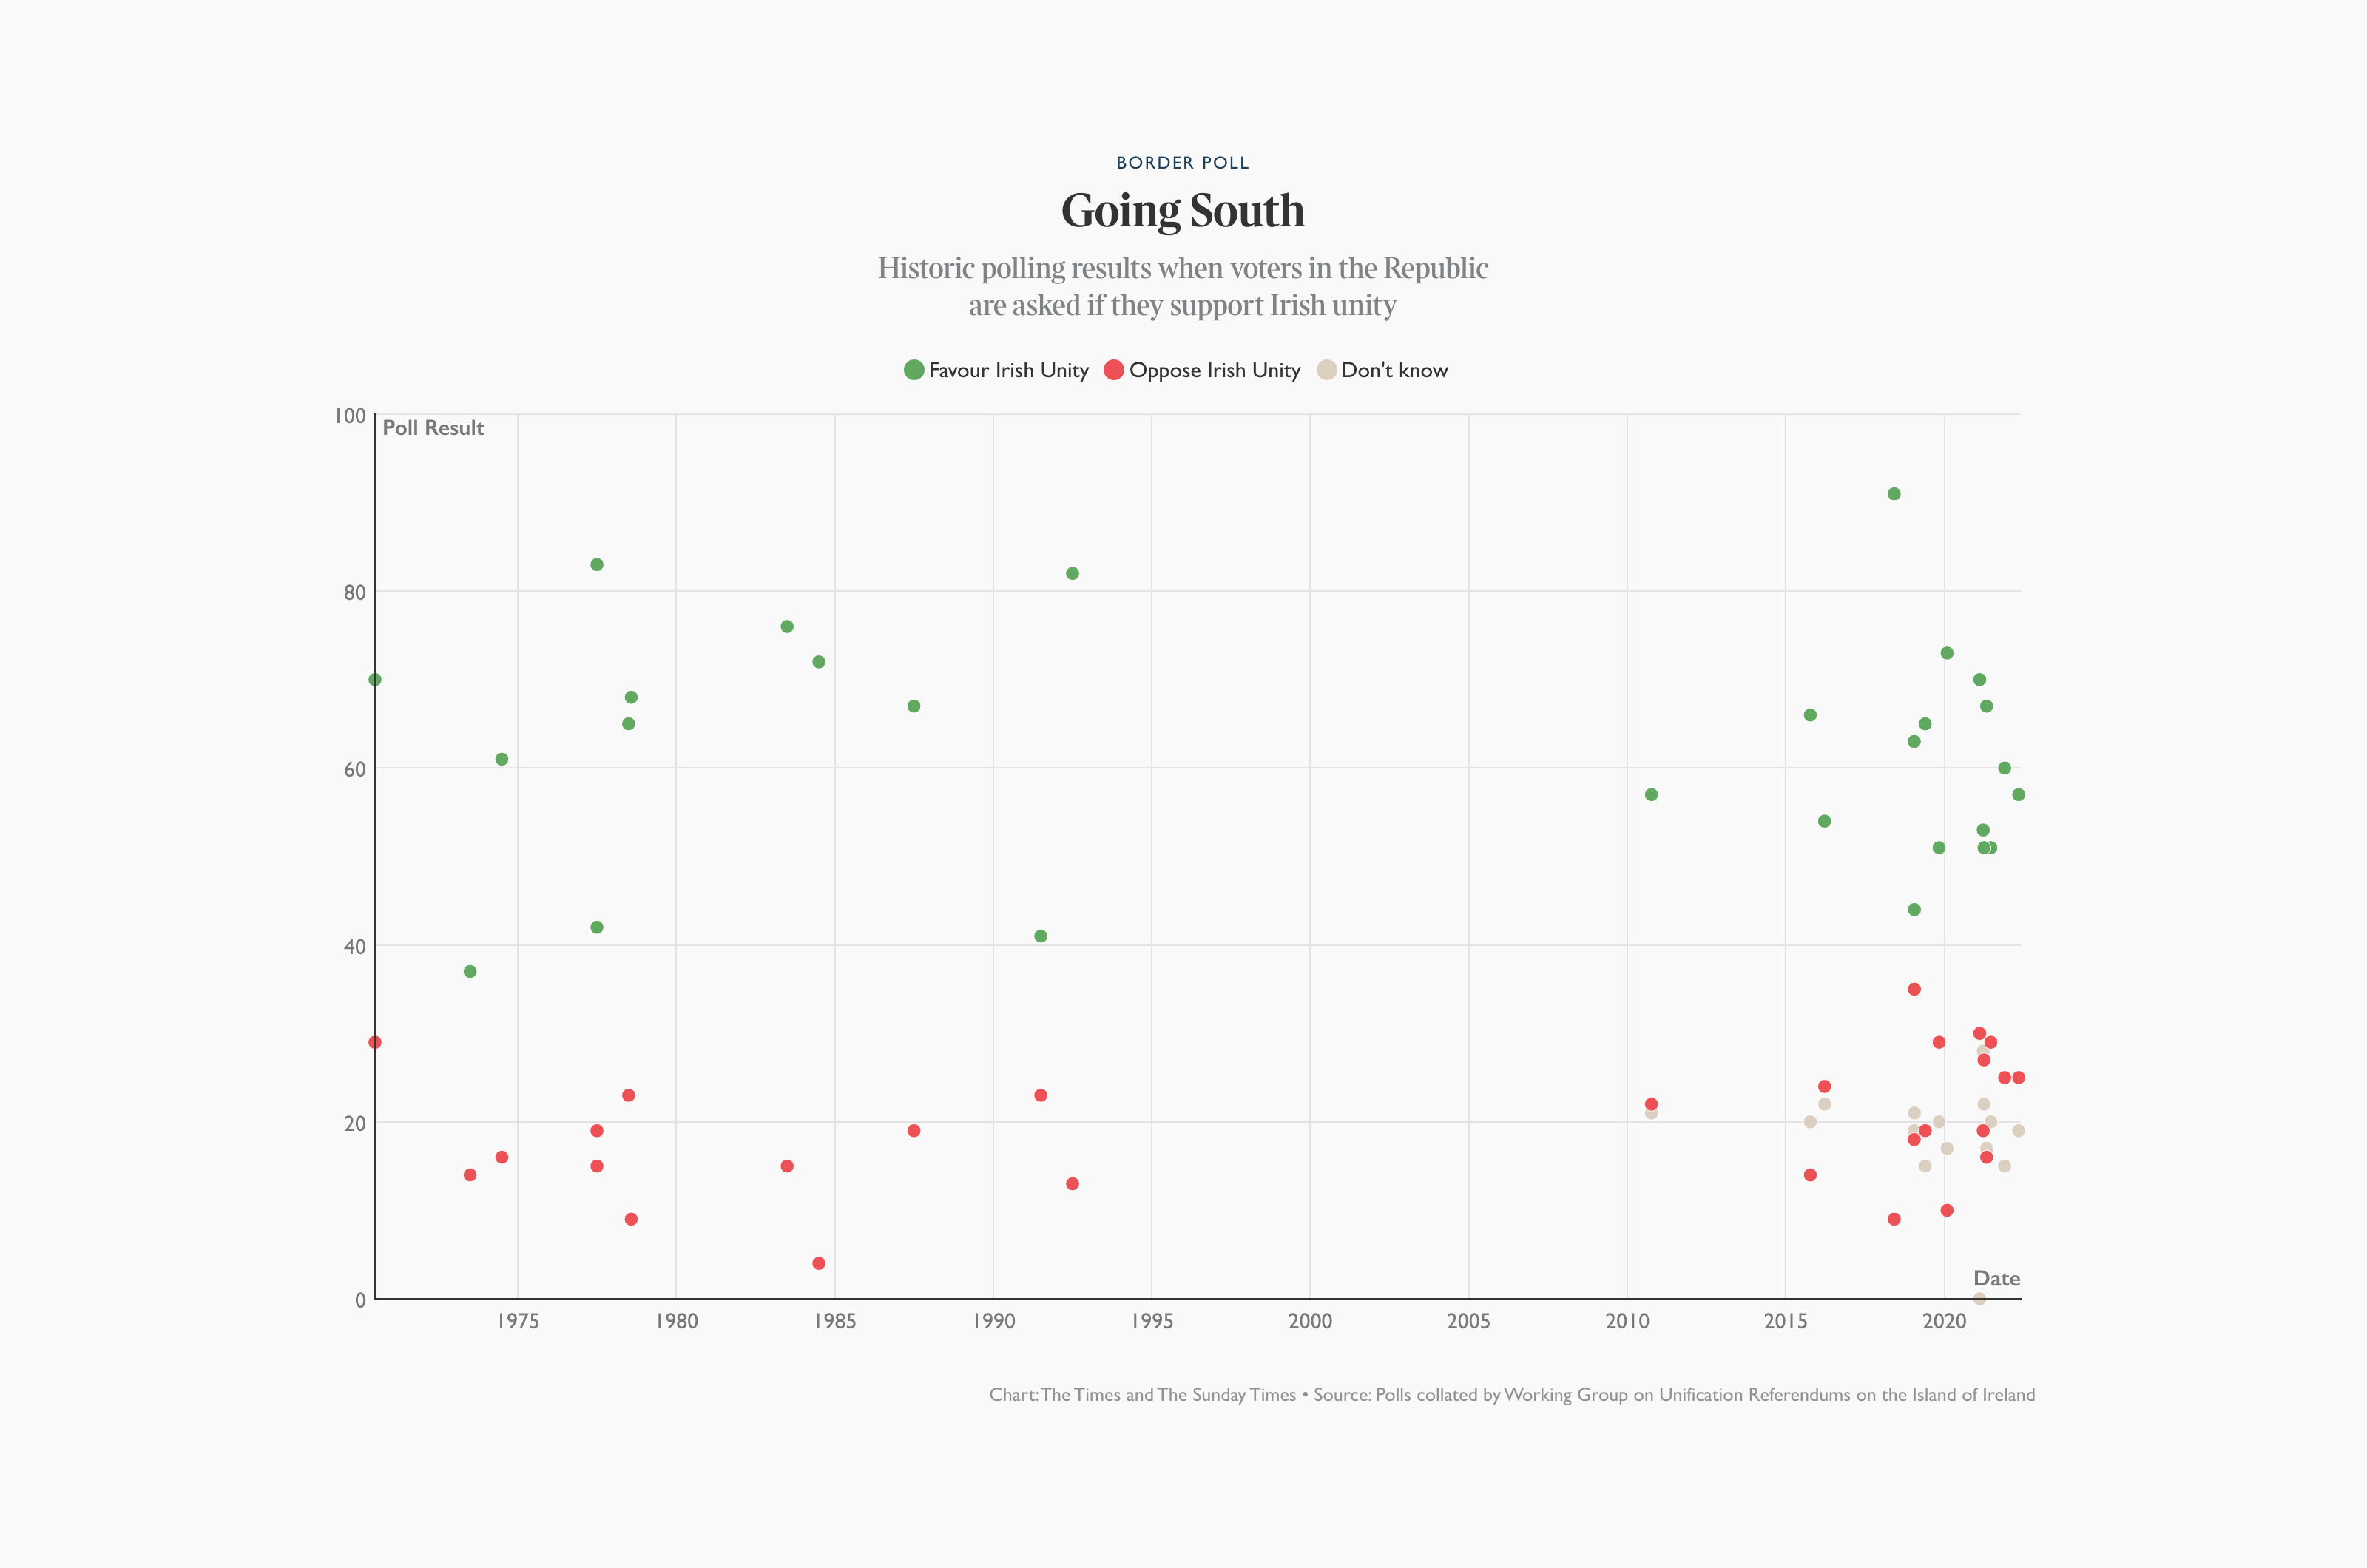 BORDER POLL
Going South
Historic polling results when voters in the Republic
are asked if they support Irish unity
Favour Irish Unity Oppose Irish Unity Don't know
100
Poll Result
80
60
40
20
Date
0
1975 1980 1985 1990 1995 2000 2005 2010 2015 2020
Chart: The Times and The Sunday Times • Source: Polls collated by Working Group on Unification Referendums on the Island of Ireland